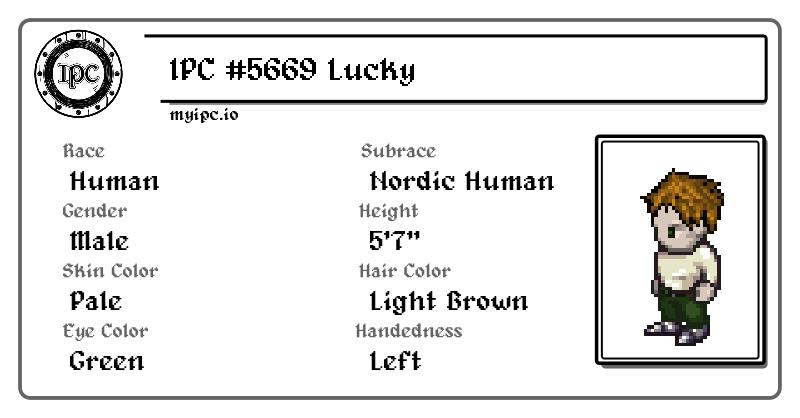 IPC
IPC #5669 Lucky
myipc.io
Race
Human
Subrace
Nordic Human
Gender
Male
Height
5'7"
Skin Color
Pale
Hair Color
Light Brown
Eye Color
Green
Handedness
Left